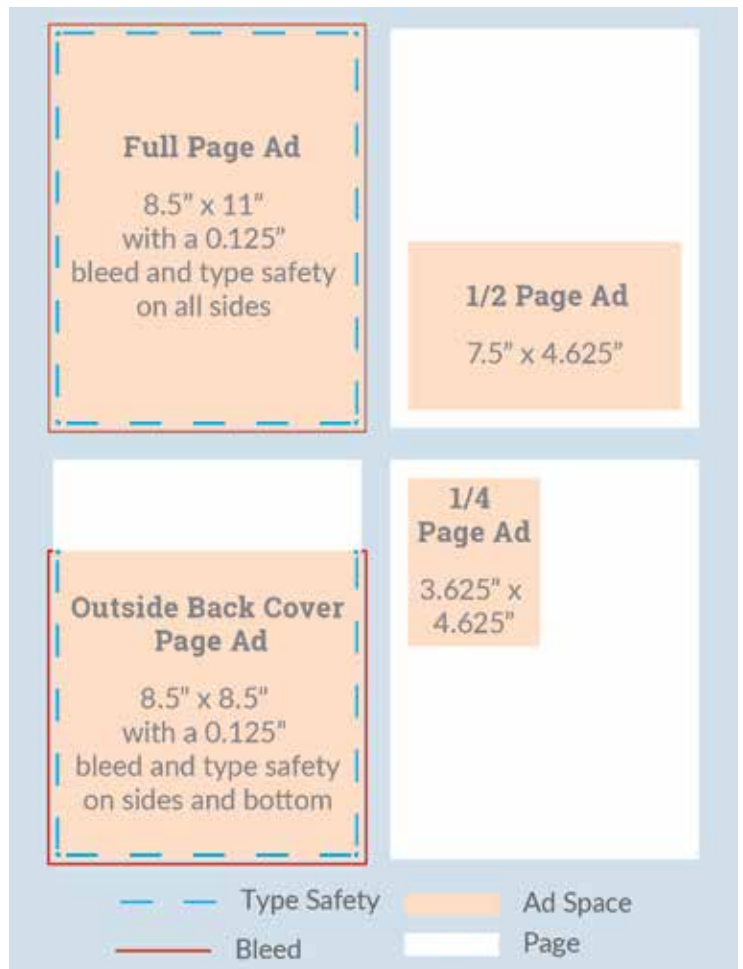 Full Page Ad
8.5” x 11”
with a 0.125”
bleed and type safety
on all sides
1/2 Page Ad
7.5” x 4.625”
Outside Back Cover
Page Ad
8.5” x 8.5”
with a 0.125”
bleed and type safety
on sides and bottom
1/4
Page Ad
3.625” x
4.625”
Type Safety
Bleed
Ad Space
Page